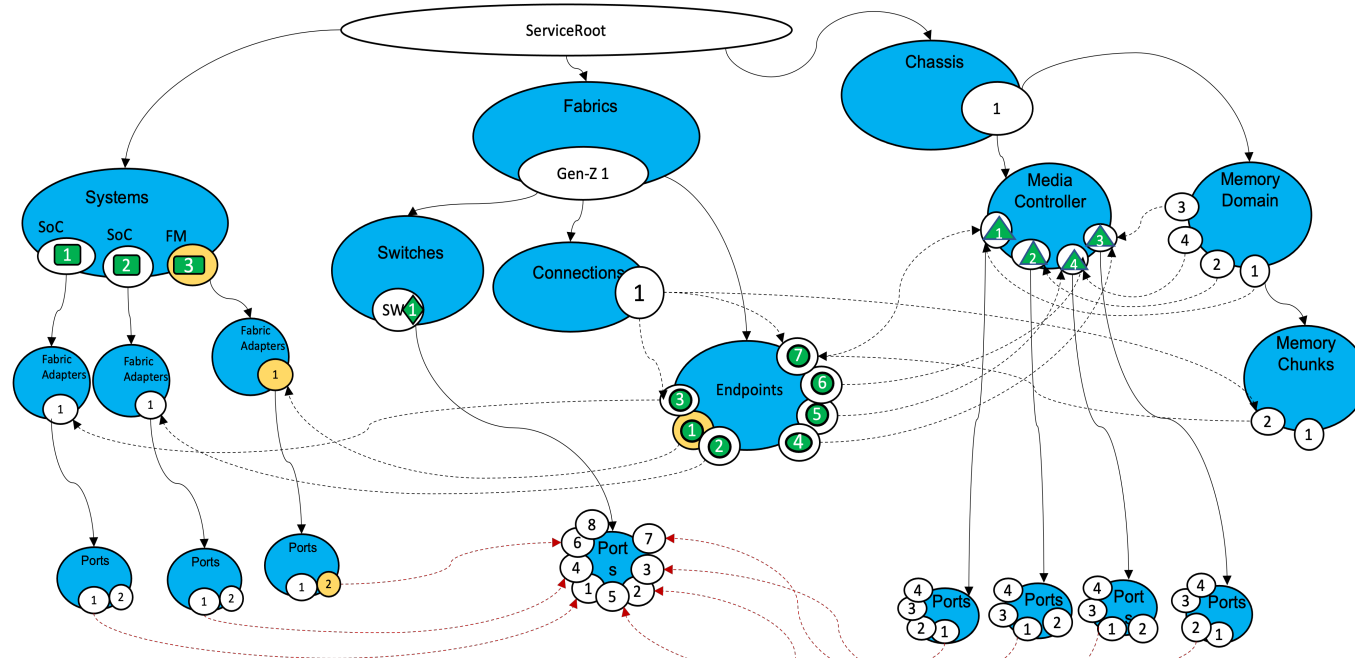 ServiceRoot
Chassis
1
Fabrics
Gen-Z 1
Systems
SoC
1
SoC
2
FM
3
Switches
SW
1
Connections
1
Media
Controller
1
2
4
3
Memory
Domain
3
4
2
1
Fabric
Adapters
1
Fabric
Adapters
1
Fabric
Adapters
1
Endpoints
7
6
5
4
3
1
2
Memory
Chunks
2
1
Ports
1
2
Ports
1
2
Ports
1
2
Port
s
8
6
7
4
3
1
5
2
Ports
4
3
2
1
Ports
4
3
1
2
Port
s
4
3
1
2
Ports
4
3
2
1